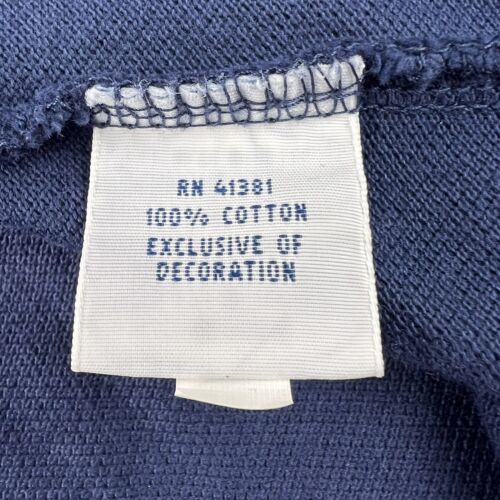 RN 41381
100% COTTON
EXCLUSIVE OF
DECORATION